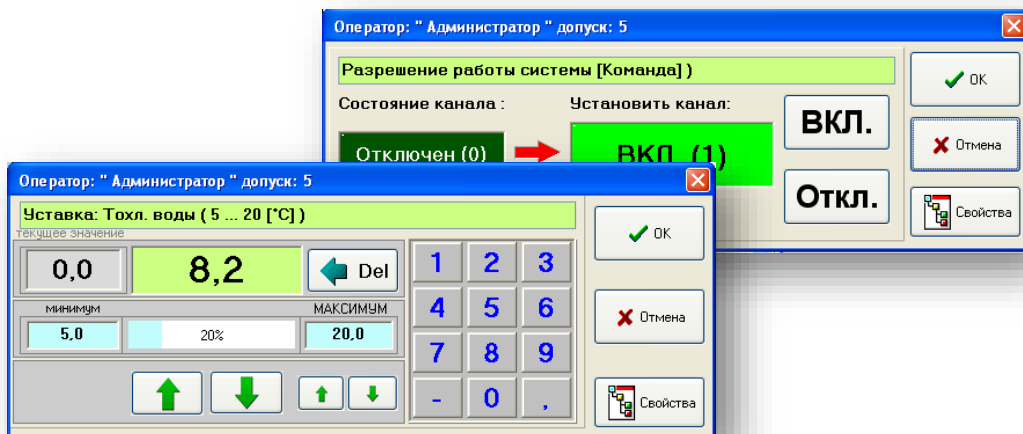 Оператор: " Администратор " допуск: 5
Разрешение работы системы [Команда] )
Состояние канала :
Установить канал:
Отключен (0)
ВКЛ (1)
ВКЛ.
Откл.
OK
Отмена
Свойства
Оператор: " Администратор " допуск: 5
Уставка: Тохл. воды ( 5 ... 20 [°C] )
текущее значение
0,0
8,2
Del
минимум
МАКСИМУМ
5,0
20%
20,0
1 2 3
4 5 6
7 8 9
- 0 ,
OK
Отмена
Свойства